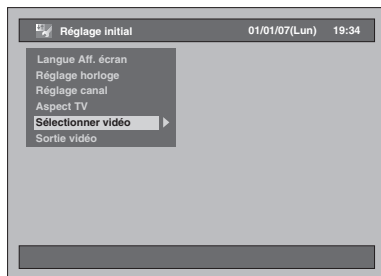 Réglage initial 01/01/07(Lun) 19:34
Langue Aff. écran
Réglage horloge
Réglage canal
Aspect TV
Sélectionner vidéo
Sortie vidéo